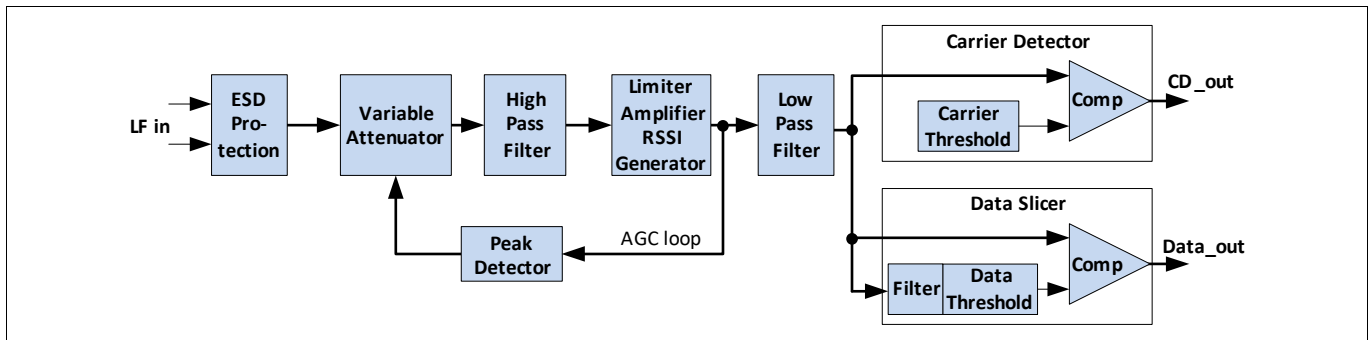 LF in
ESD
Pro-
tection
Variable
Attenuator
High
Pass
Filter
Limiter
Amplifier
RSSI
Generator
Low
Pass
Filter
Peak
Detector
AGC loop
Carrier Detector
Carrier
Threshold
Comp
CD_out
Data Slicer
Filter
Data
Threshold
Comp
Data_out